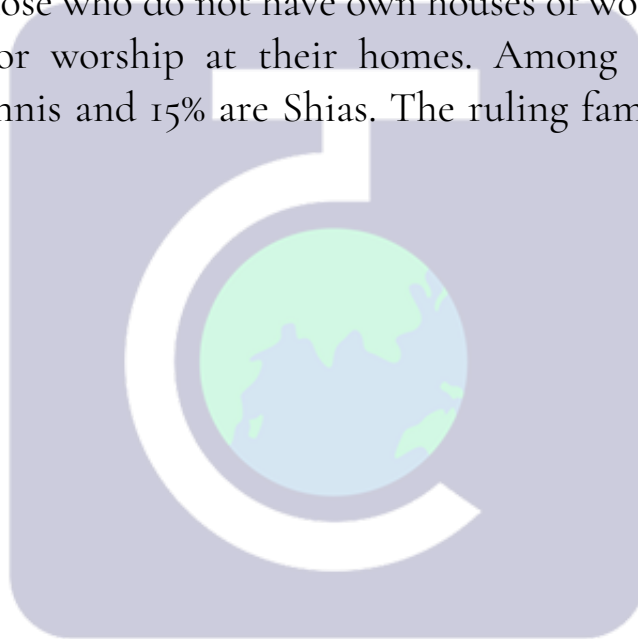 ose who do not have own houses of wo
or worship at their homes. Among
nnis and 15% are Shias. The ruling fam